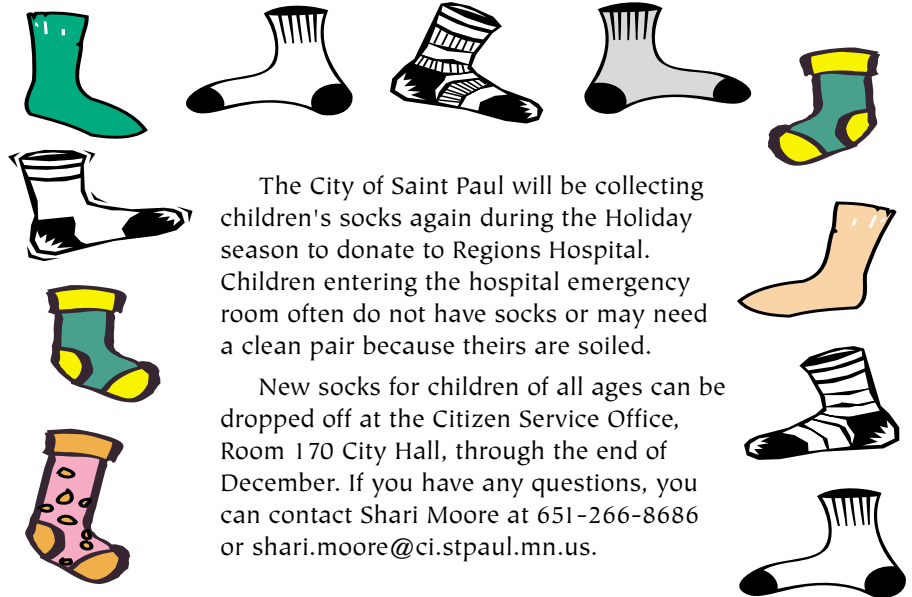 The City of Saint Paul will be collecting
children's socks again during the Holiday
season to donate to Regions Hospital.
Children entering the hospital emergency
room often do not have socks or may need
a clean pair because theirs are soiled.
New socks for children of all ages can be
dropped off at the Citizen Service Office,
Room 170 City Hall, through the end of
December. If you have any questions, you
can contact Shari Moore at 651-266-8686
or shari.moore@ci.stpaul.mn.us.